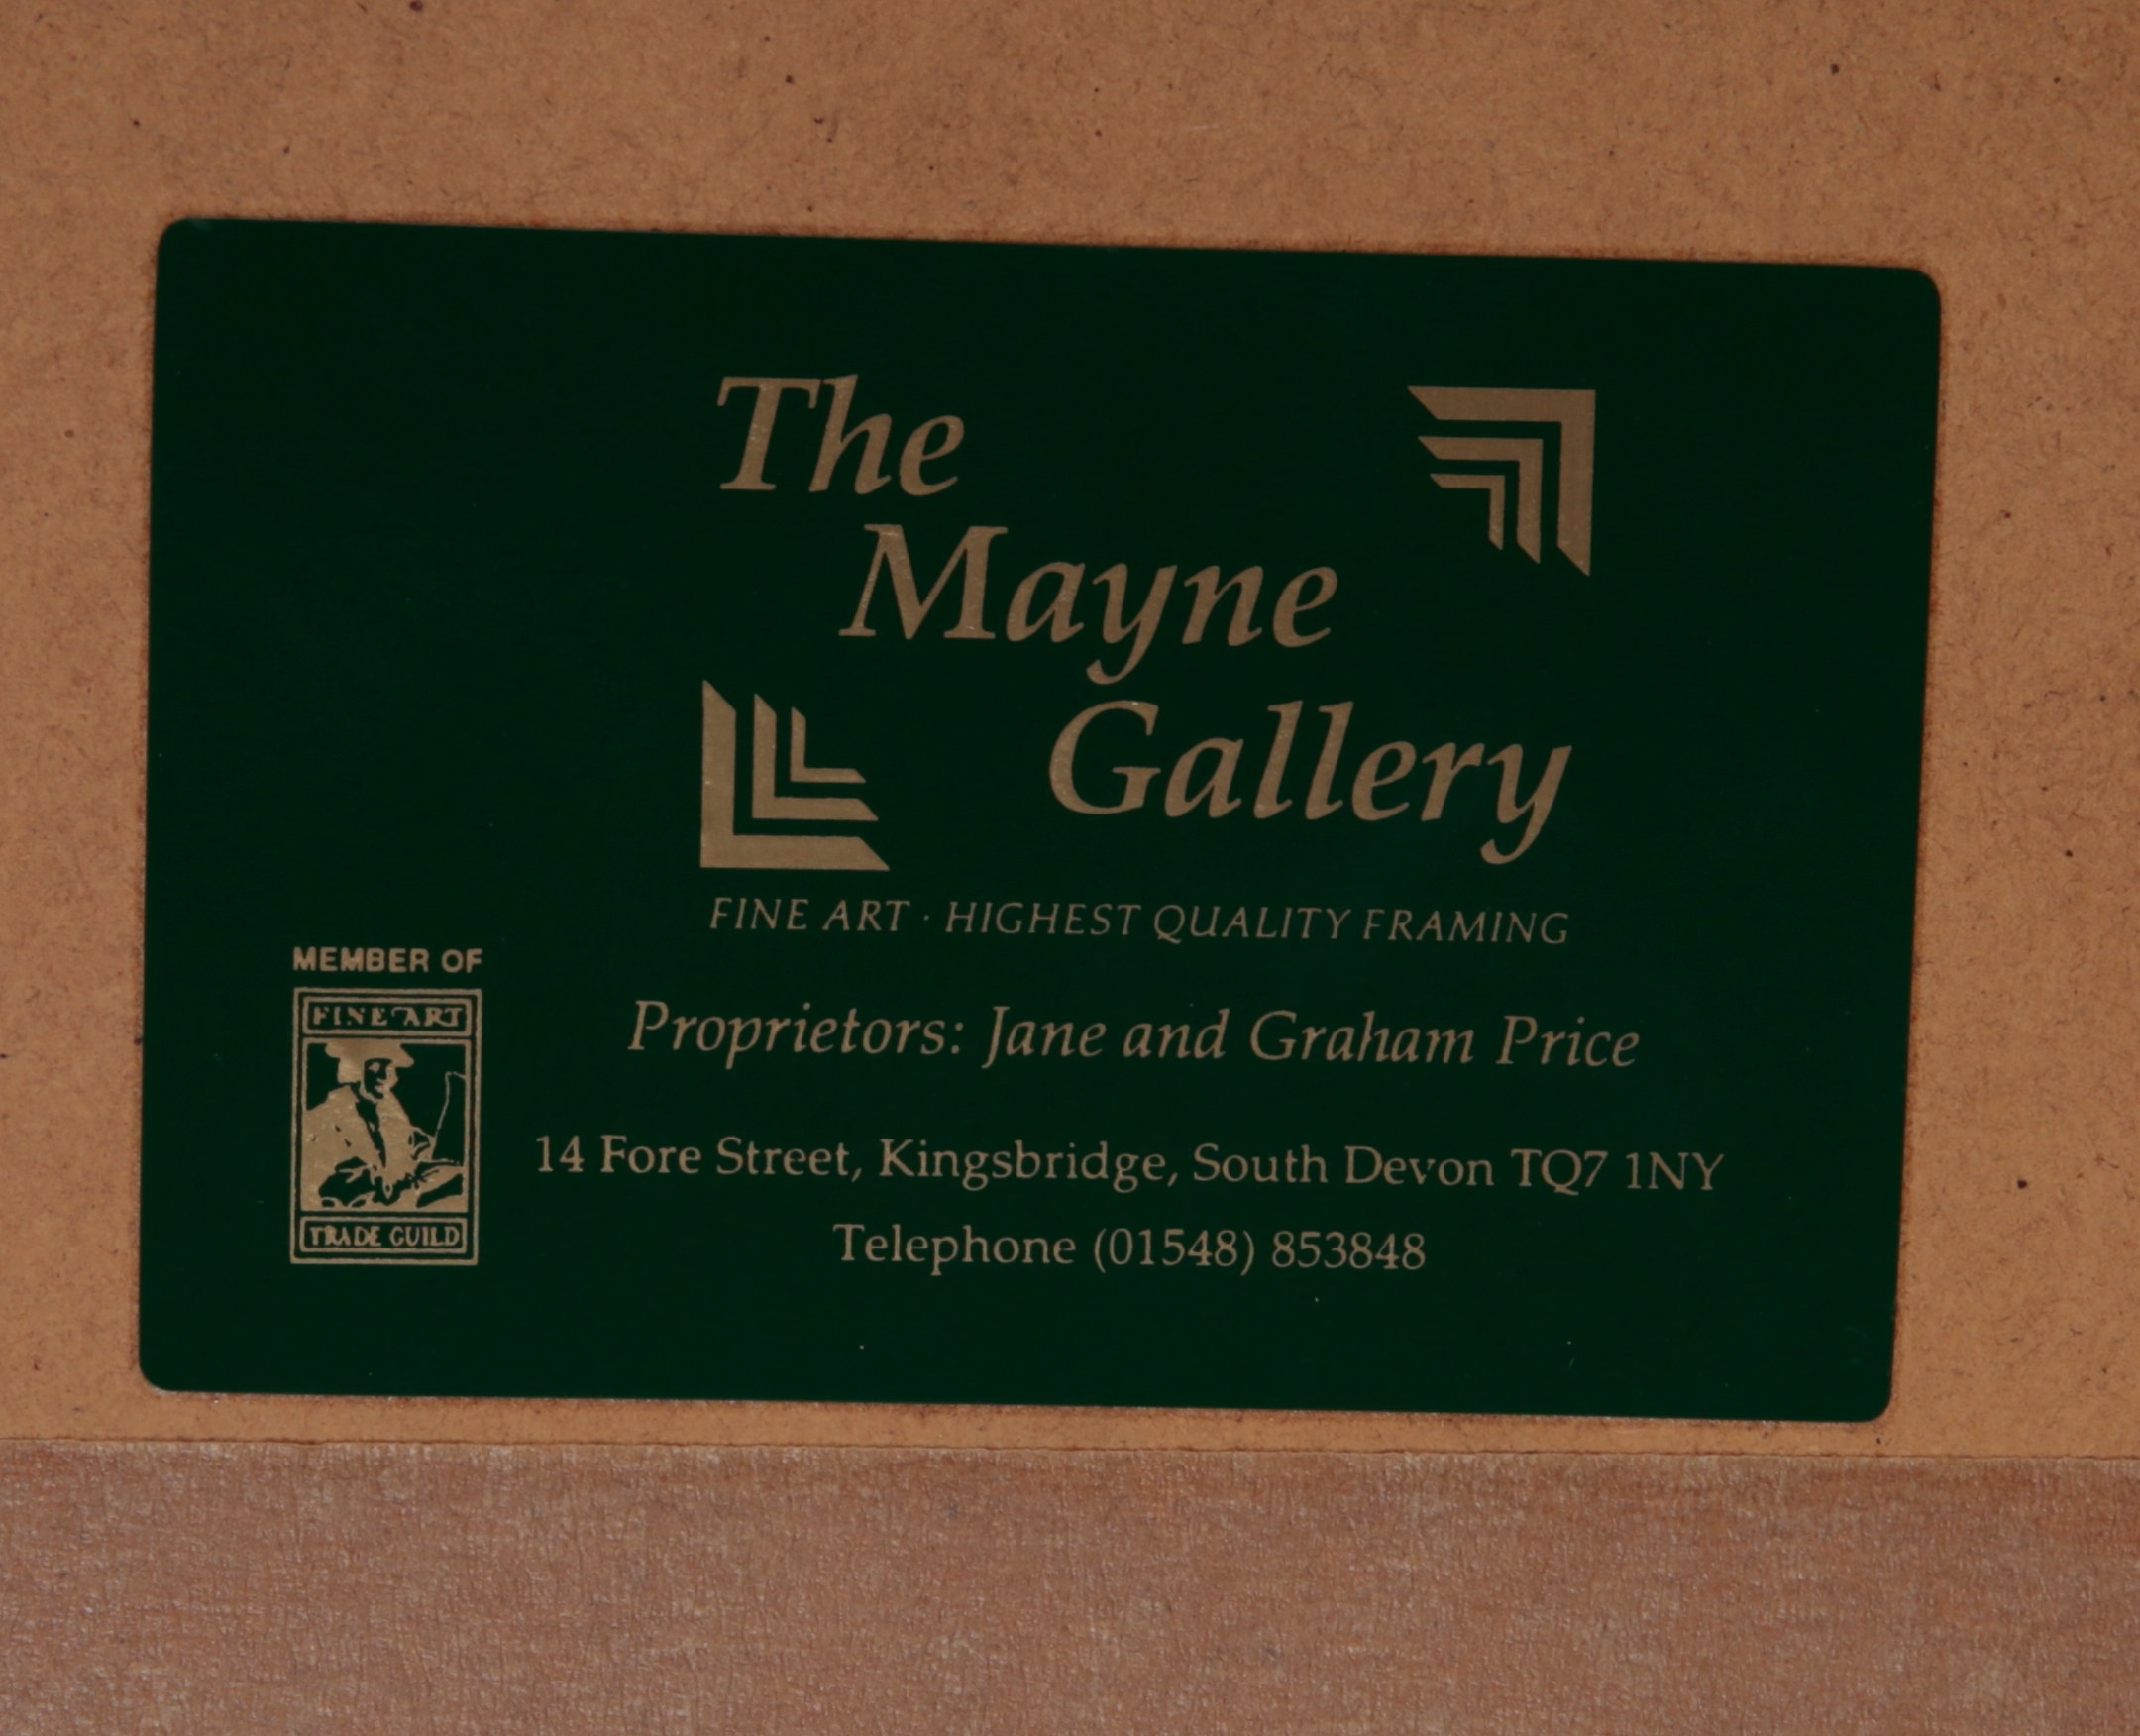 The
Mayne
Gallery
FINE ART · HIGHEST QUALITY FRAMING
MEMBER OF
FINE ART
TRADE GUILD
Proprietors: Jane and Graham Price
14 Fore Street, Kingsbridge, South Devon TQ7 1NY
Telephone (01548) 853848